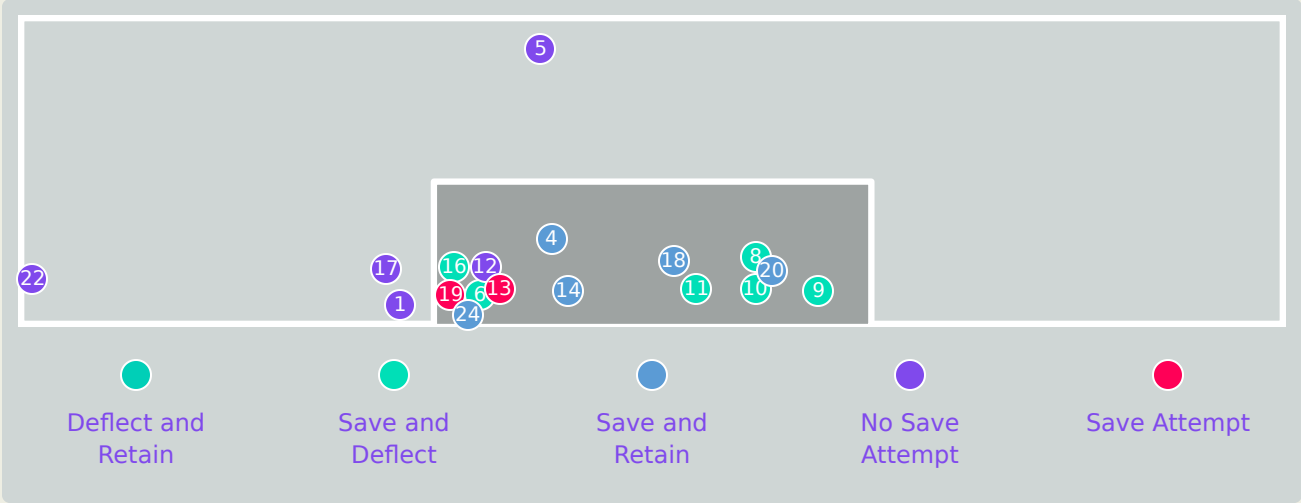 5
4
18
8
16
12
17
20
22
13
11
10
9
14
19
6
1
24
Deflect and
Retain
Save and
Deflect
Save and
Retain
No Save
Attempt
Save Attempt